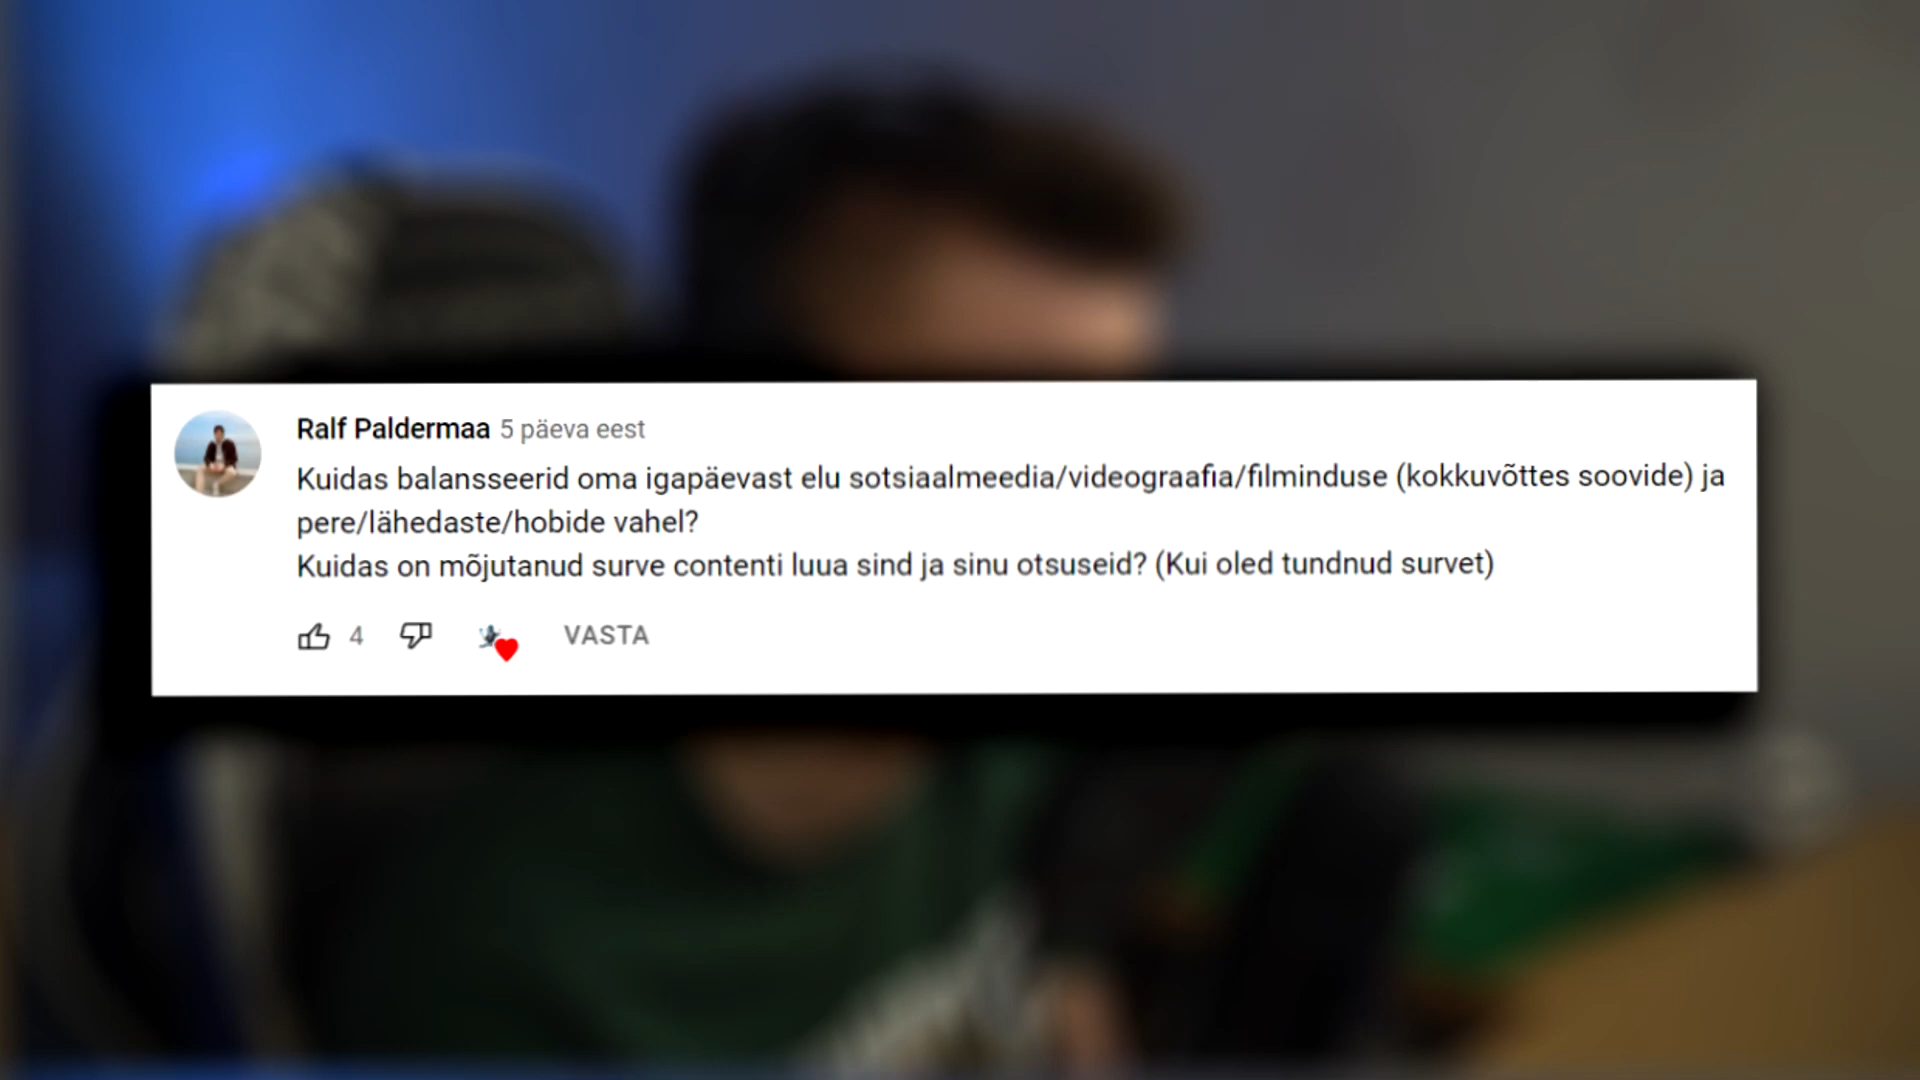 Ralf Paldermaa 5 päeva eest
Kuidas balansseerid oma igapäevast elu sotsiaalmeedia/videograafia/filminduse (kokkuvõttes soovide) ja
pere/lähedaste/hobide vahel?
Kuidas on mõjutanud surve contenti luua sind ja sinu otsuseid? (Kui oled tundnud survet)
4 VASTA